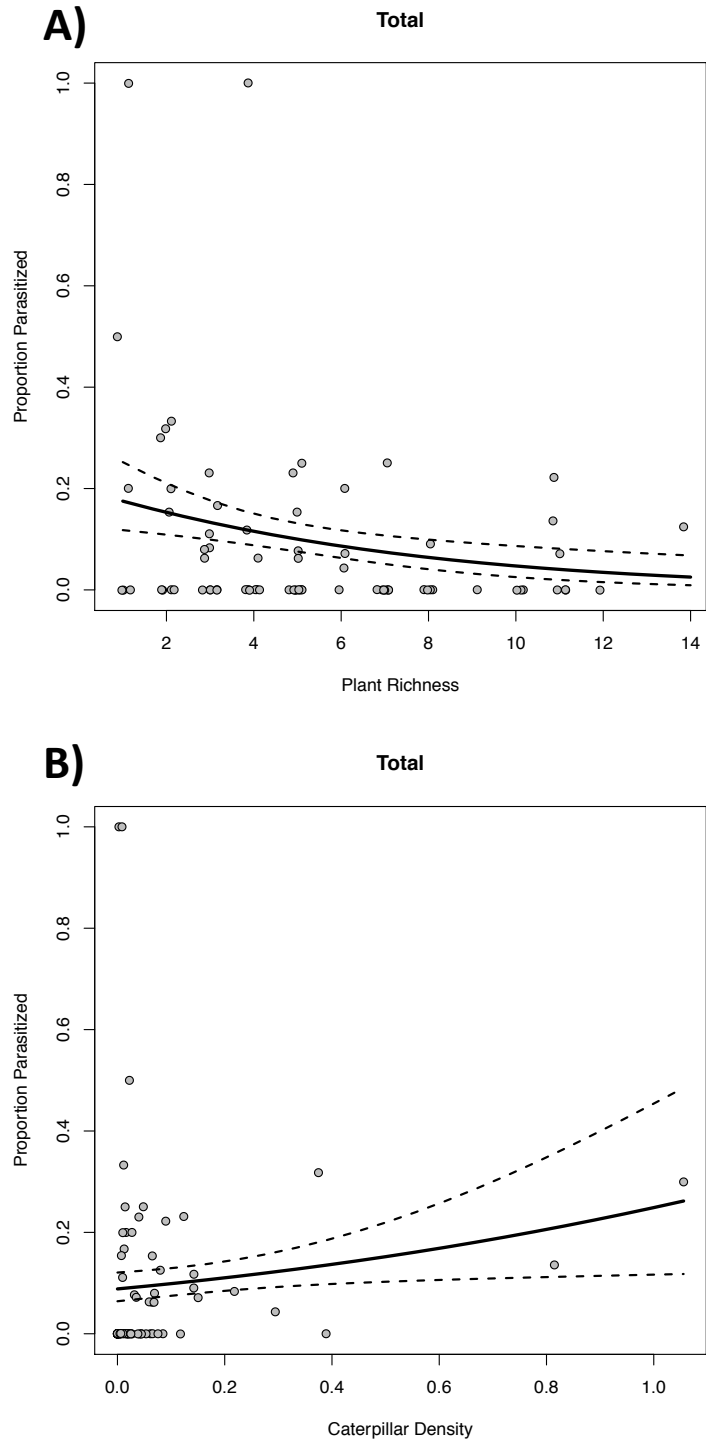 A)
Total
1.0
0.8
0.6
0.4
0.2
0.0
Proportion Parasitized
2 4 6 8 10 12 14
Plant Richness
B)
Total
1.0
0.8
0.6
0.4
0.2
0.0
Proportion Parasitized
0.0 0.2 0.4 0.6 0.8 1.0
Caterpillar Density